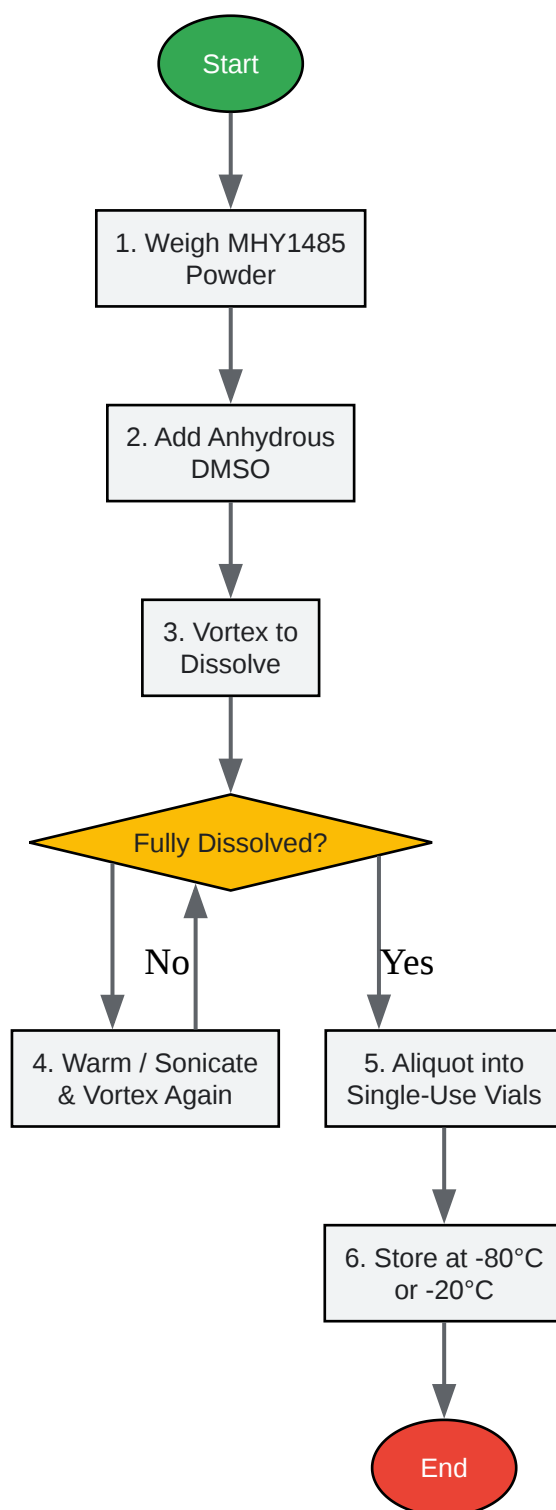 Start
1. Weigh MHY1485
Powder
2. Add Anhydrous
DMSO
3. Vortex to
Dissolve
Fully Dissolved?
No
Yes
4. Warm / Sonicate
& Vortex Again
5. Aliquot into
Single-Use Vials
6. Store at -80°C
or -20°C
End